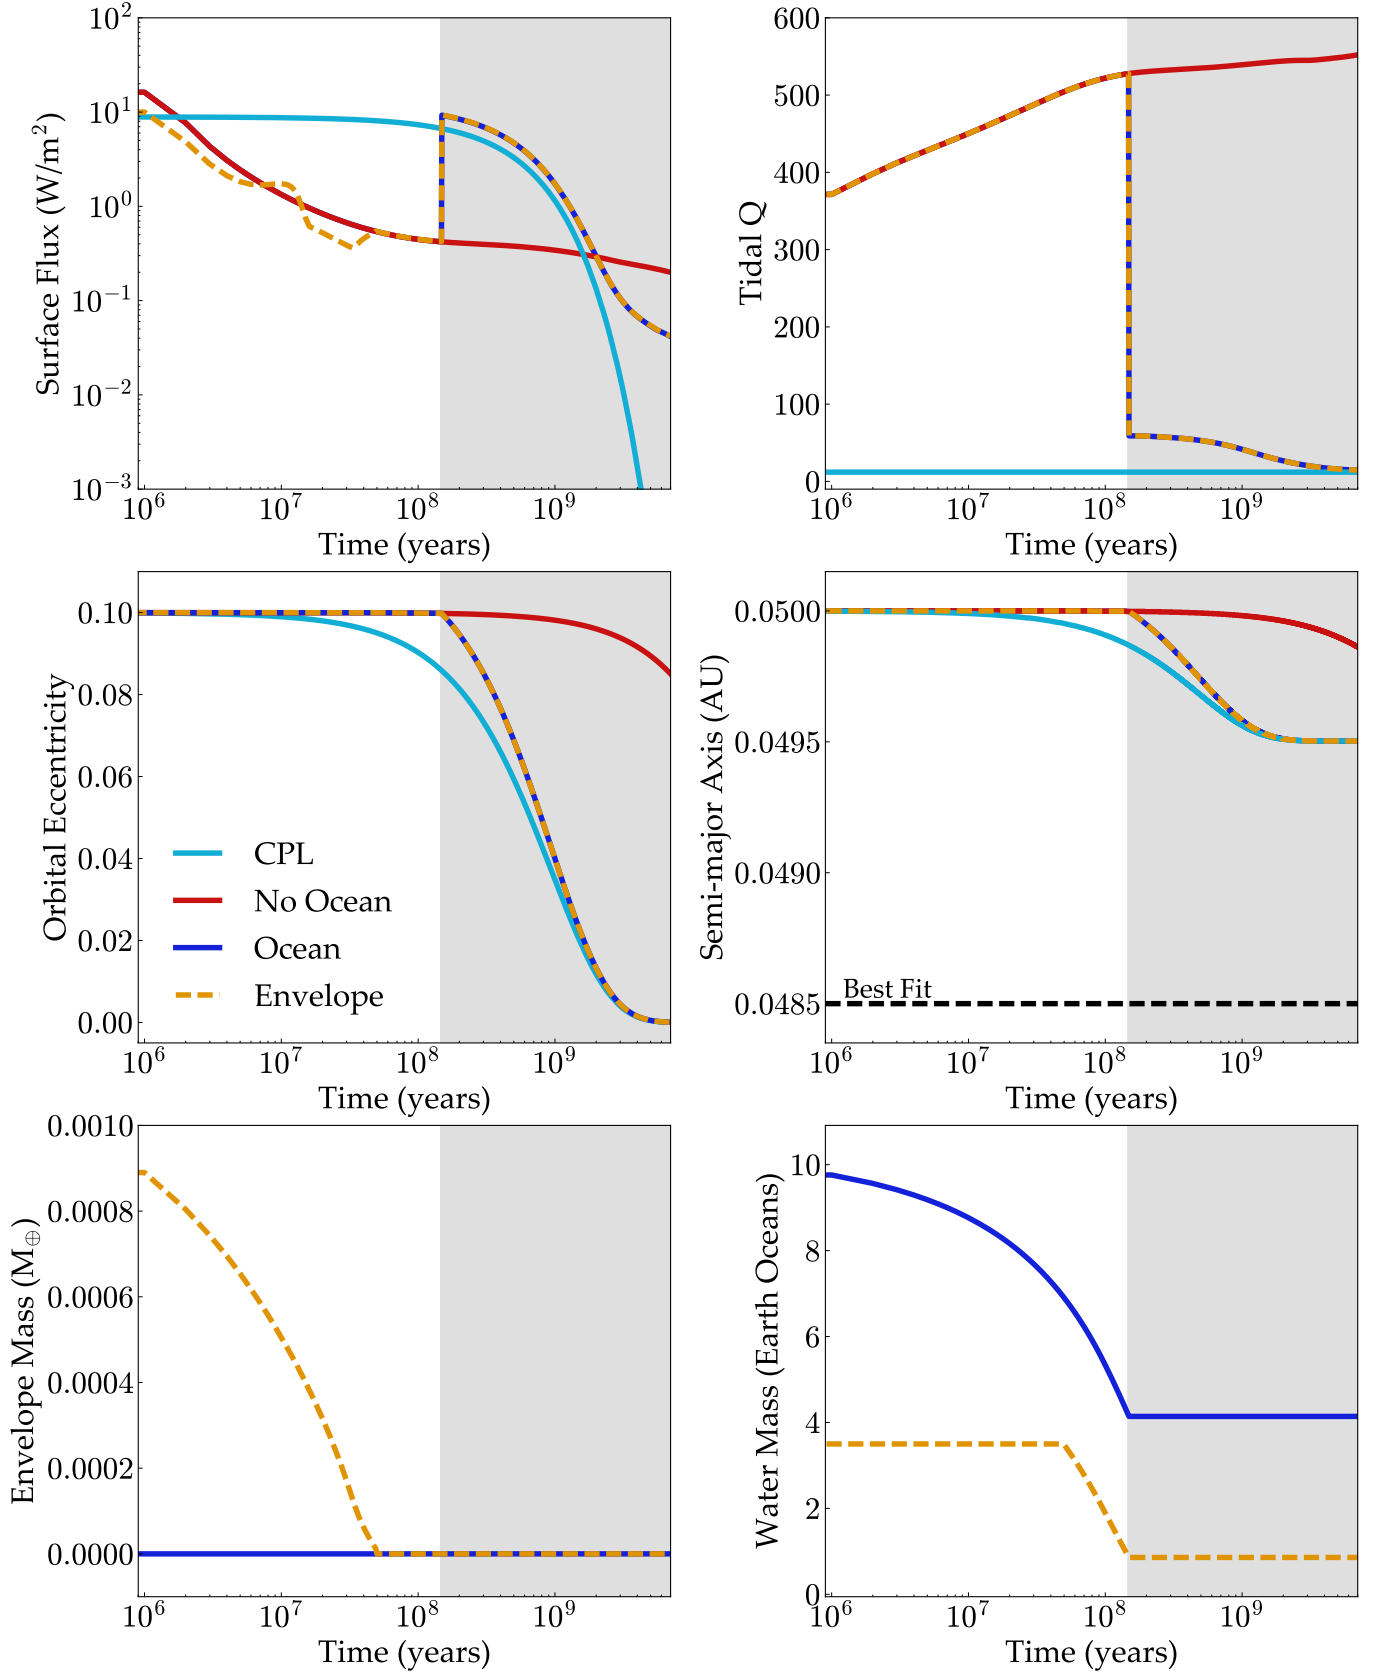 10^2
10^1
10^0
10^−1
10^−2
10^−3
Surface Flux (W/m^2)
10^6 10^7 10^8 10^9
Time (years)
600
500
400
300
200
100
0
Tidal Q
10^6 10^7 10^8 10^9
Time (years)
0.10
0.08
0.06
0.04
0.02
0.00
Orbital Eccentricity
CPL
No Ocean
Ocean
Envelope
10^6 10^7 10^8 10^9
Time (years)
0.0500
0.0495
0.0490
0.0485
Semi-major Axis (AU)
Best Fit
10^6 10^7 10^8 10^9
Time (years)
0.0010
0.0008
0.0006
0.0004
0.0002
0.0000
Envelope Mass (M⊕)
10^6 10^7 10^8 10^9
Time (years)
10
8
6
4
2
0
Water Mass (Earth Oceans)
10^6 10^7 10^8 10^9
Time (years)